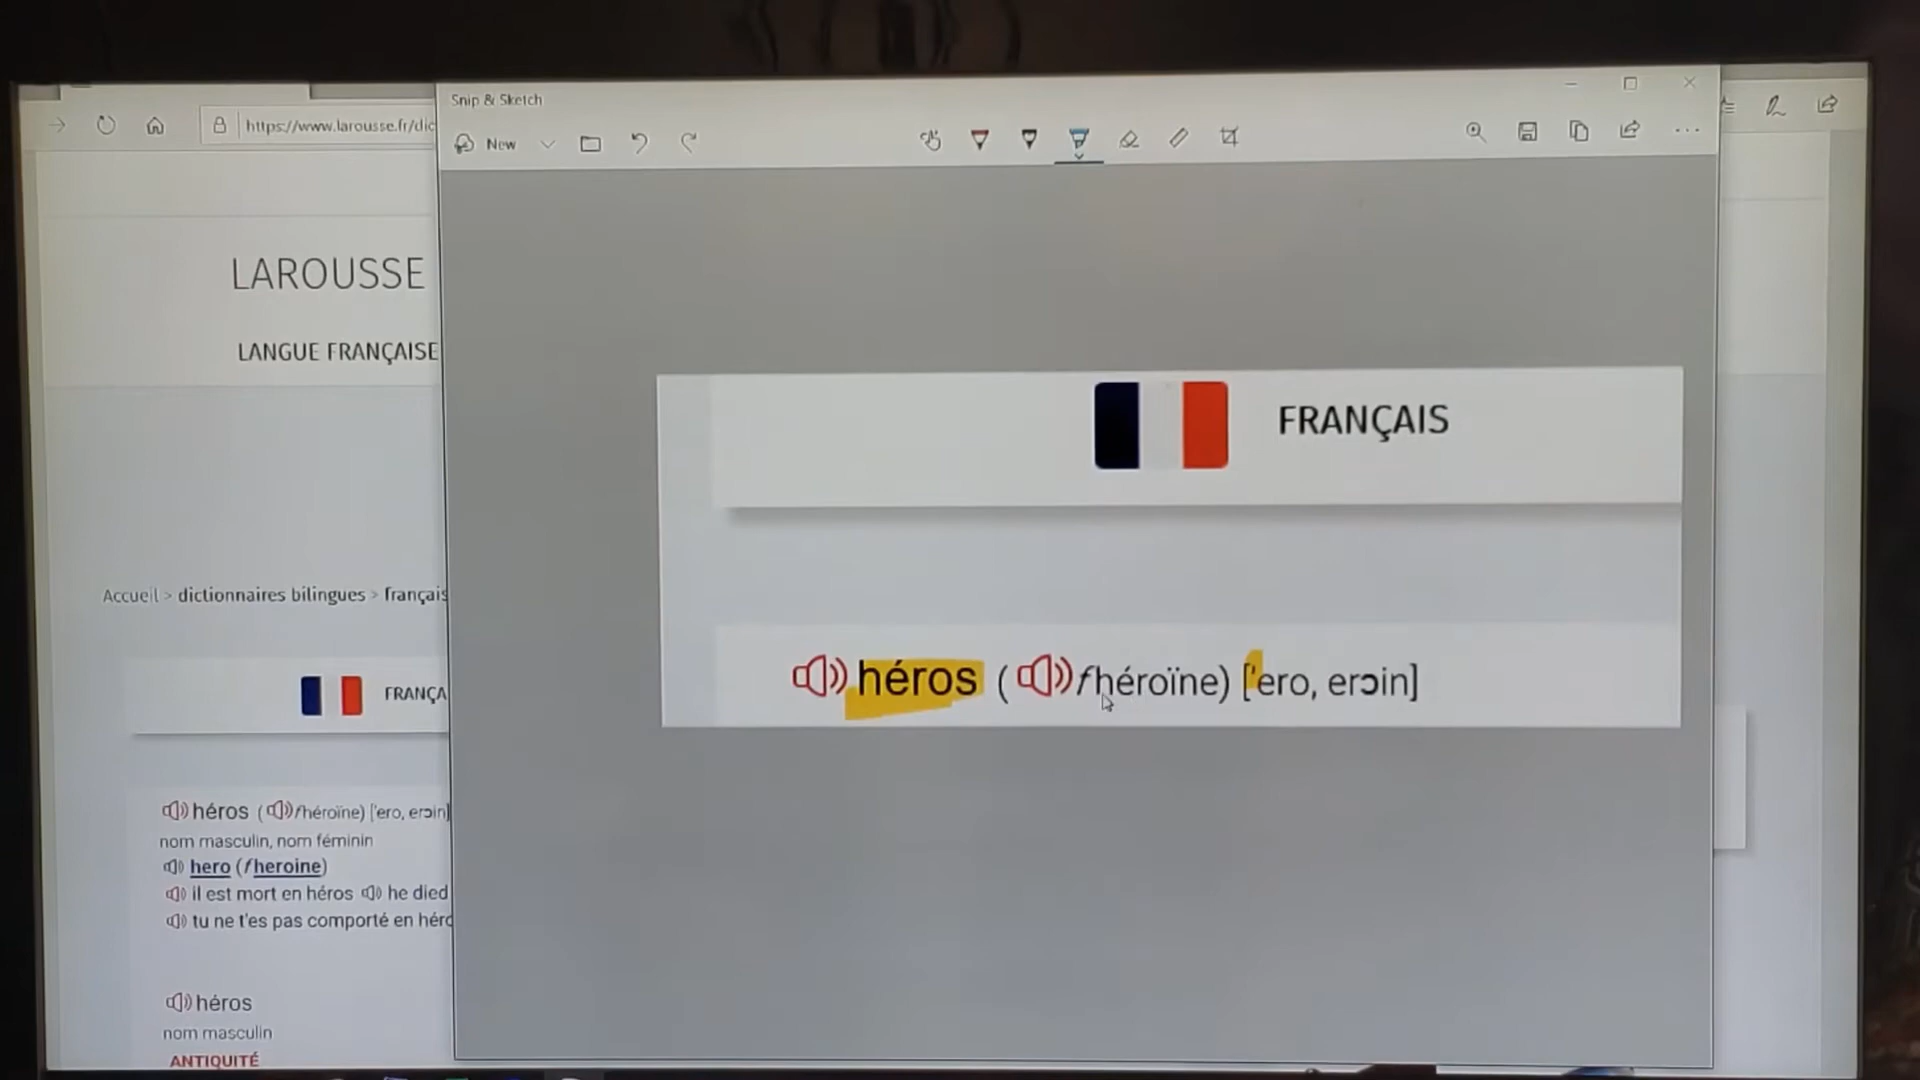 Snip & Sketch
New
https://www.larousse.fr/dic
LAROUSSE
LANGUE FRANÇAISE
FRANÇAIS
héros (f héroïne) ['ero, erɔin]
Accueil > dictionnaires bilingues > français
FRANÇA
héros (f héroïne) ['ero, erɔin]
nom masculin, nom féminin
hero (f heroine)
il est mort en héros he died
tu ne t'es pas comporté en héro
héros
nom masculin
ANTIQUITÉ